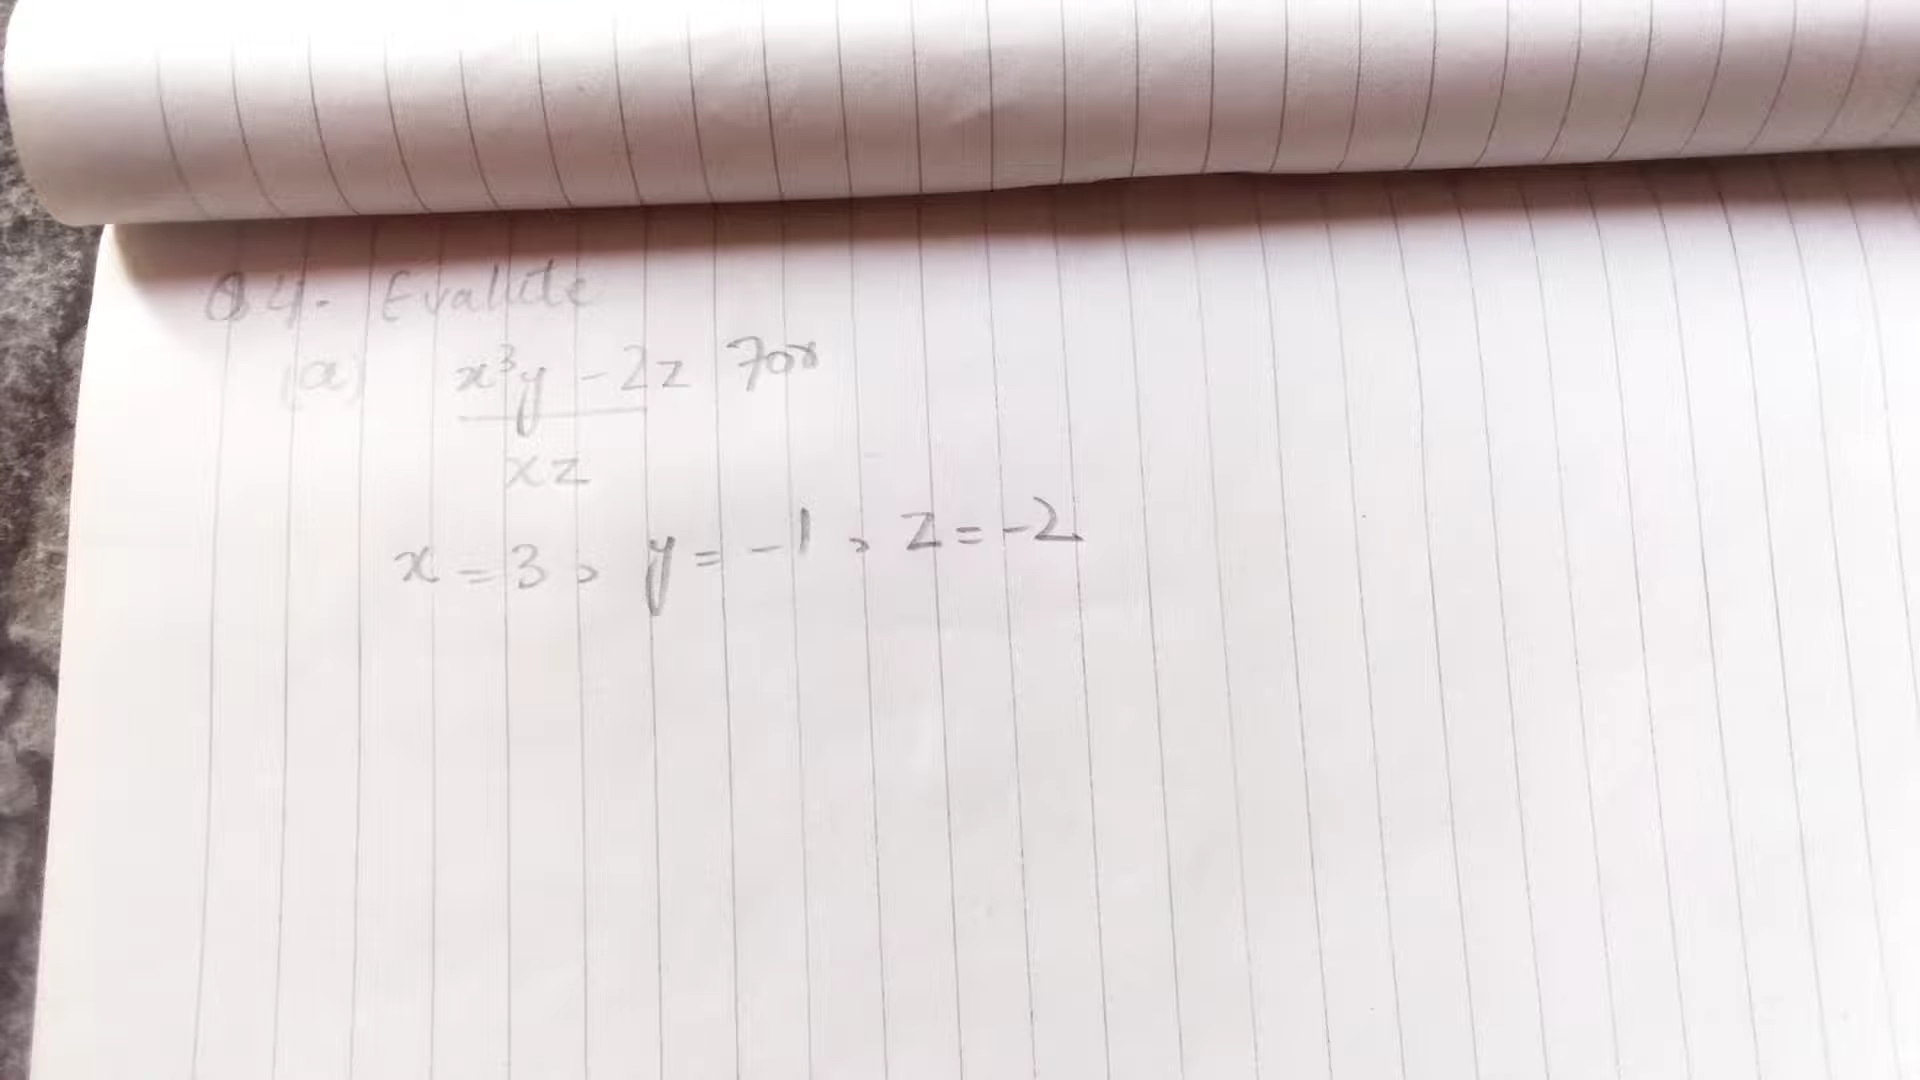 Q4. Evalute
(a) x³y - 2z for
xz
x = 3, y = -1, z = -2